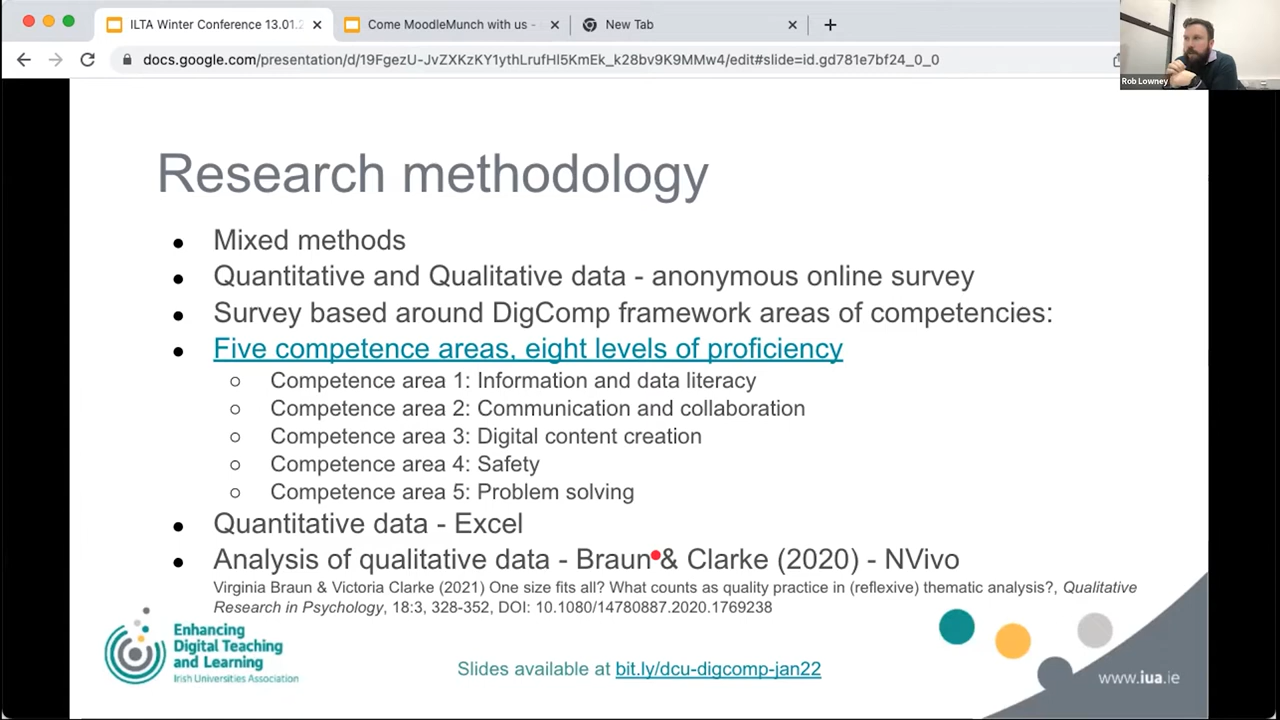 ILTA Winter Conference 13.01.2
Come MoodleMunch with us -
New Tab
docs.google.com/presentation/d/19FgezU-JvZXKzKY1ythLrufHl5KmEk_k28bv9K9MMw4/edit#slide=id.gd781e7bf24_0_0
Rob Lowney
Research methodology
● Mixed methods
● Quantitative and Qualitative data - anonymous online survey
● Survey based around DigComp framework areas of competencies:
● Five competence areas, eight levels of proficiency
○ Competence area 1: Information and data literacy
○ Competence area 2: Communication and collaboration
○ Competence area 3: Digital content creation
○ Competence area 4: Safety
○ Competence area 5: Problem solving
● Quantitative data - Excel
● Analysis of qualitative data - Braun & Clarke (2020) - NVivo
Virginia Braun & Victoria Clarke (2021) One size fits all? What counts as quality practice in (reflexive) thematic analysis?, Qualitative
Research in Psychology, 18:3, 328-352, DOI: 10.1080/14780887.2020.1769238
Enhancing
Digital Teaching
and Learning
Irish Universities Association
Slides available at bit.ly/dcu-digcomp-jan22
www.iua.ie